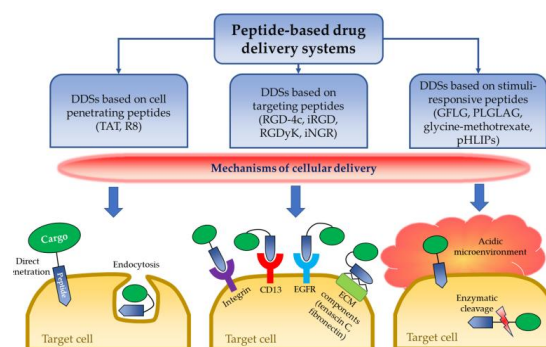 Peptide-based drug
delivery systems
DDSs based on cell
penetrating peptides
(TAT, R8)
DDSs based on
targeting peptides
(RGD-4c, iRGD,
RGDyK, iNGR)
DDSs based on stimuli-
responsive peptides
(GFLG, PLGLAG,
glycine-methotrexate,
pHLIPs)
Mechanisms of cellular delivery
Cargo
Direct
penetration
Peptide
Endocytosis
Target cell
Integrin
CD13
EGFR
ECM
components
(tenascin C,
fibronectin)
Target cell
Acidic
microenvironment
Enzymatic
cleavage
Target cell